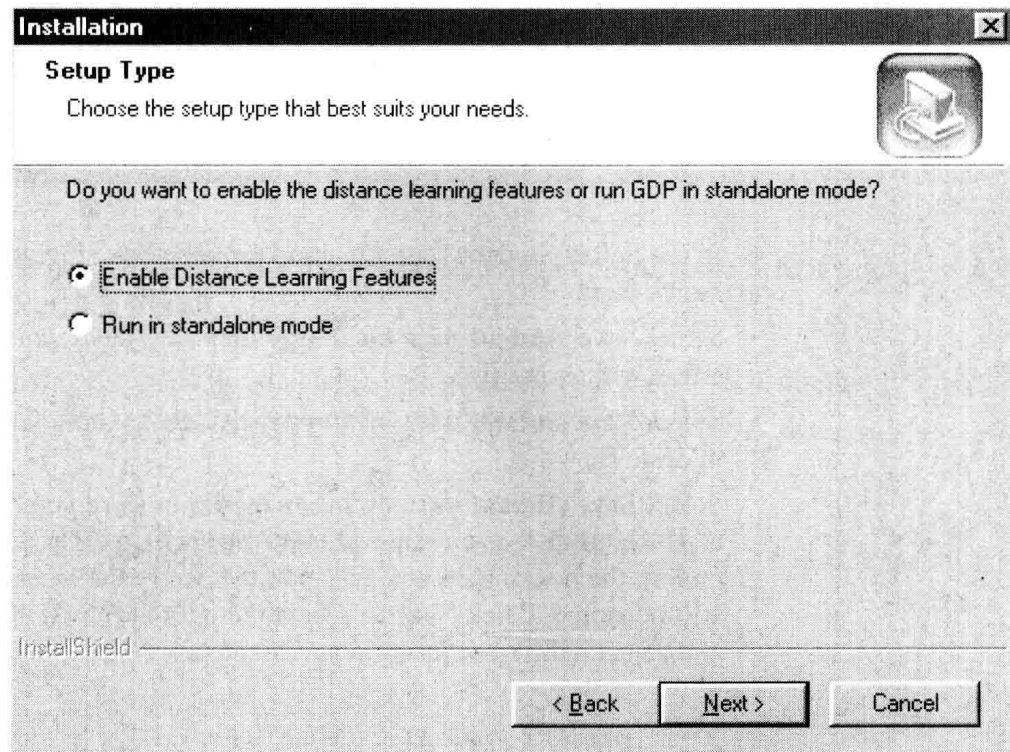 Installation
Setup Type
Choose the setup type that best suits your needs.
Do you want to enable the distance learning features or run GDP in standalone mode?
Enable Distance Learning Features
Run in standalone mode
InstallShield
< Back Next > Cancel